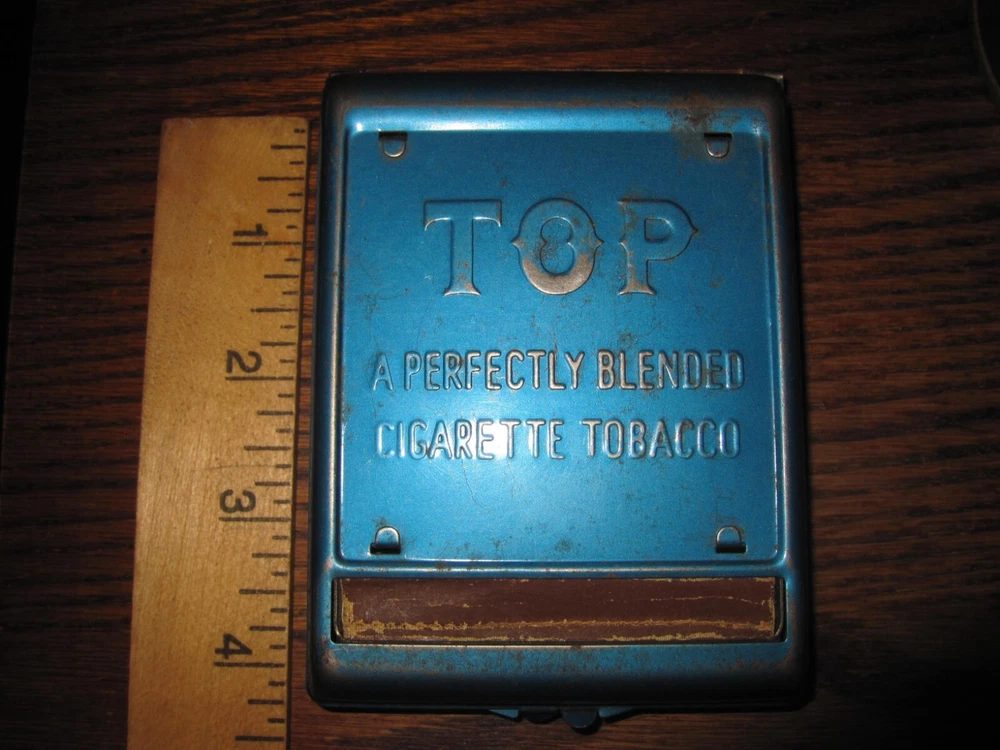 TOP
A PERFECTLY BLENDED
CIGARETTE TOBACCO
1
2
3
4